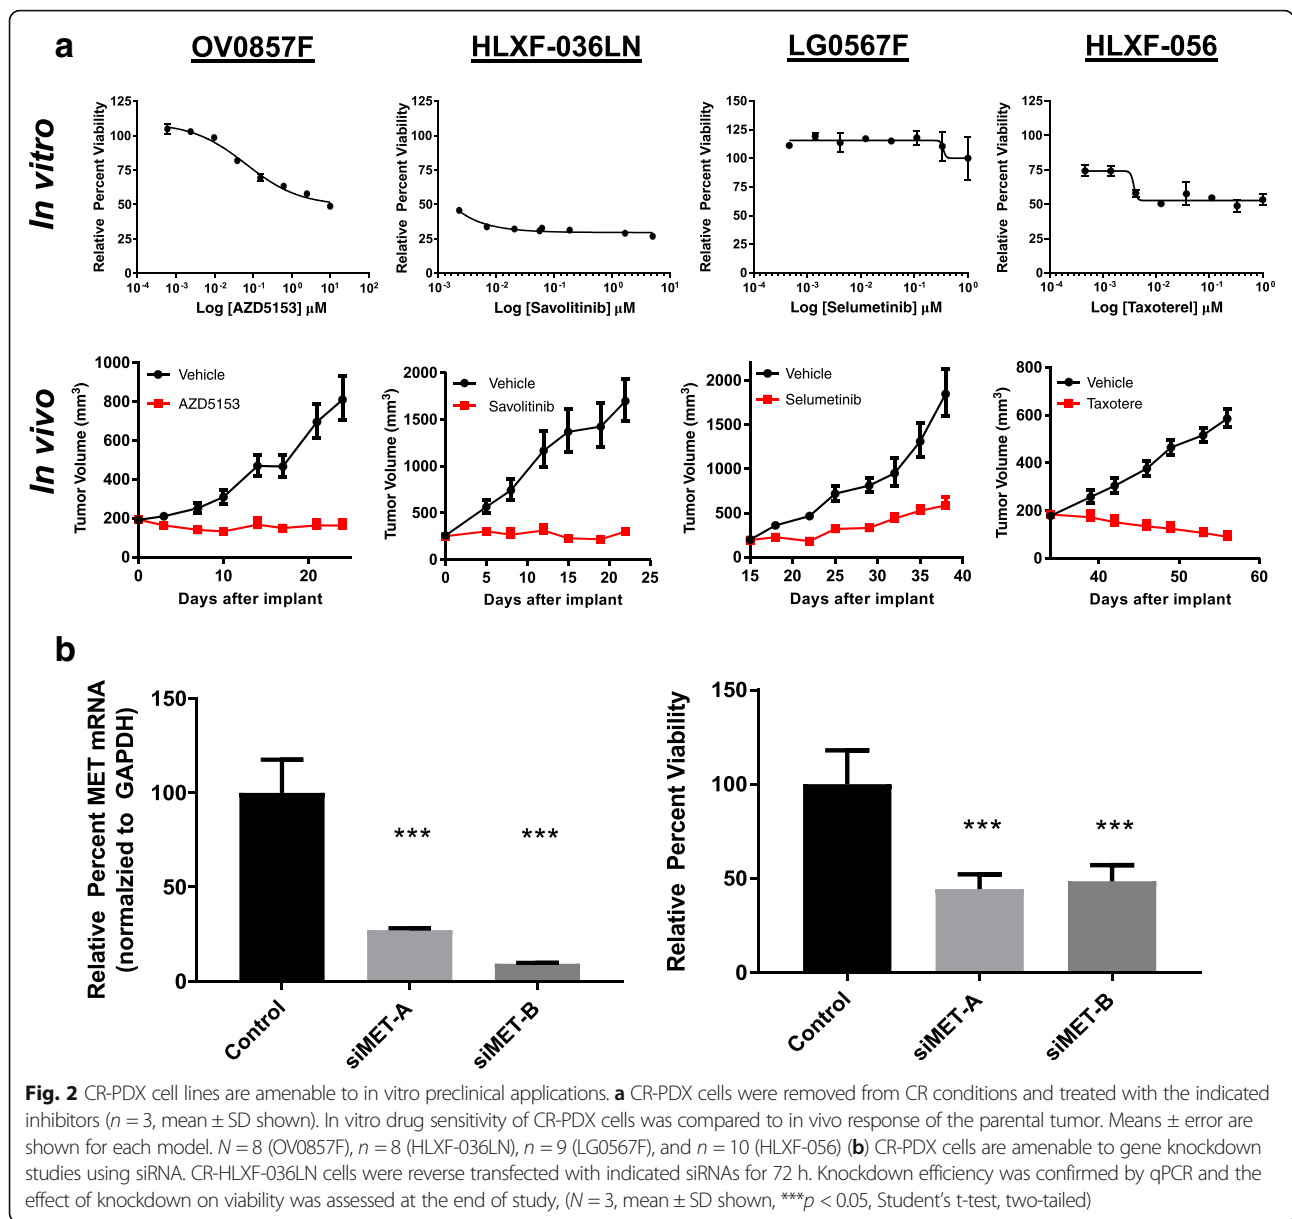 a
OV0857F
HLXF-036LN
LG0567F
HLXF-056
In vitro
Relative Percent Viability
125
100
75
50
25
0
10⁻⁴ 10⁻³ 10⁻² 10⁻¹ 10⁰ 10¹ 10²
Log [AZD5153] µM
Relative Percent Viability
125
100
75
50
25
0
10⁻³ 10⁻² 10⁻¹ 10⁰ 10¹
Log [Savolitinib] µM
Relative Percent Viability
150
125
100
75
50
25
0
10⁻⁴ 10⁻³ 10⁻² 10⁻¹ 10⁰
Log [Selumetinib] µM
Relative Percent Viability
125
100
75
50
25
0
10⁻⁴ 10⁻³ 10⁻² 10⁻¹ 10⁰
Log [Taxoterel] µM
In vivo
Tumor Volume (mm³)
1000
800
600
400
200
0
Vehicle
AZD5153
0 10 20
Days after implant
Tumor Volume (mm³)
2000
1500
1000
500
0
Vehicle
Savolitinib
0 5 10 15 20 25
Days after implant
Tumor Volume (mm³)
2000
1500
1000
500
0
Vehicle
Selumetinib
15 20 25 30 35 40
Days after implant
Tumor Volume (mm³)
800
600
400
200
0
Vehicle
Taxotere
40 50 60
Days after implant
b
Relative Percent MET mRNA
(normalzied to GAPDH)
150
100
50
0
***
***
Control
siMET-A
siMET-B
Relative Percent Viability
150
100
50
0
***
***
Control
siMET-A
siMET-B
Fig. 2 CR-PDX cell lines are amenable to in vitro preclinical applications. a CR-PDX cells were removed from CR conditions and treated with the indicated
inhibitors (n = 3, mean ± SD shown). In vitro drug sensitivity of CR-PDX cells was compared to in vivo response of the parental tumor. Means ± error are
shown for each model. N = 8 (OV0857F), n = 8 (HLXF-036LN), n = 9 (LG0567F), and n = 10 (HLXF-056) (b) CR-PDX cells are amenable to gene knockdown
studies using siRNA. CR-HLXF-036LN cells were reverse transfected with indicated siRNAs for 72 h. Knockdown efficiency was confirmed by qPCR and the
effect of knockdown on viability was assessed at the end of study, (N = 3, mean ± SD shown, ***p < 0.05, Student's t-test, two-tailed)